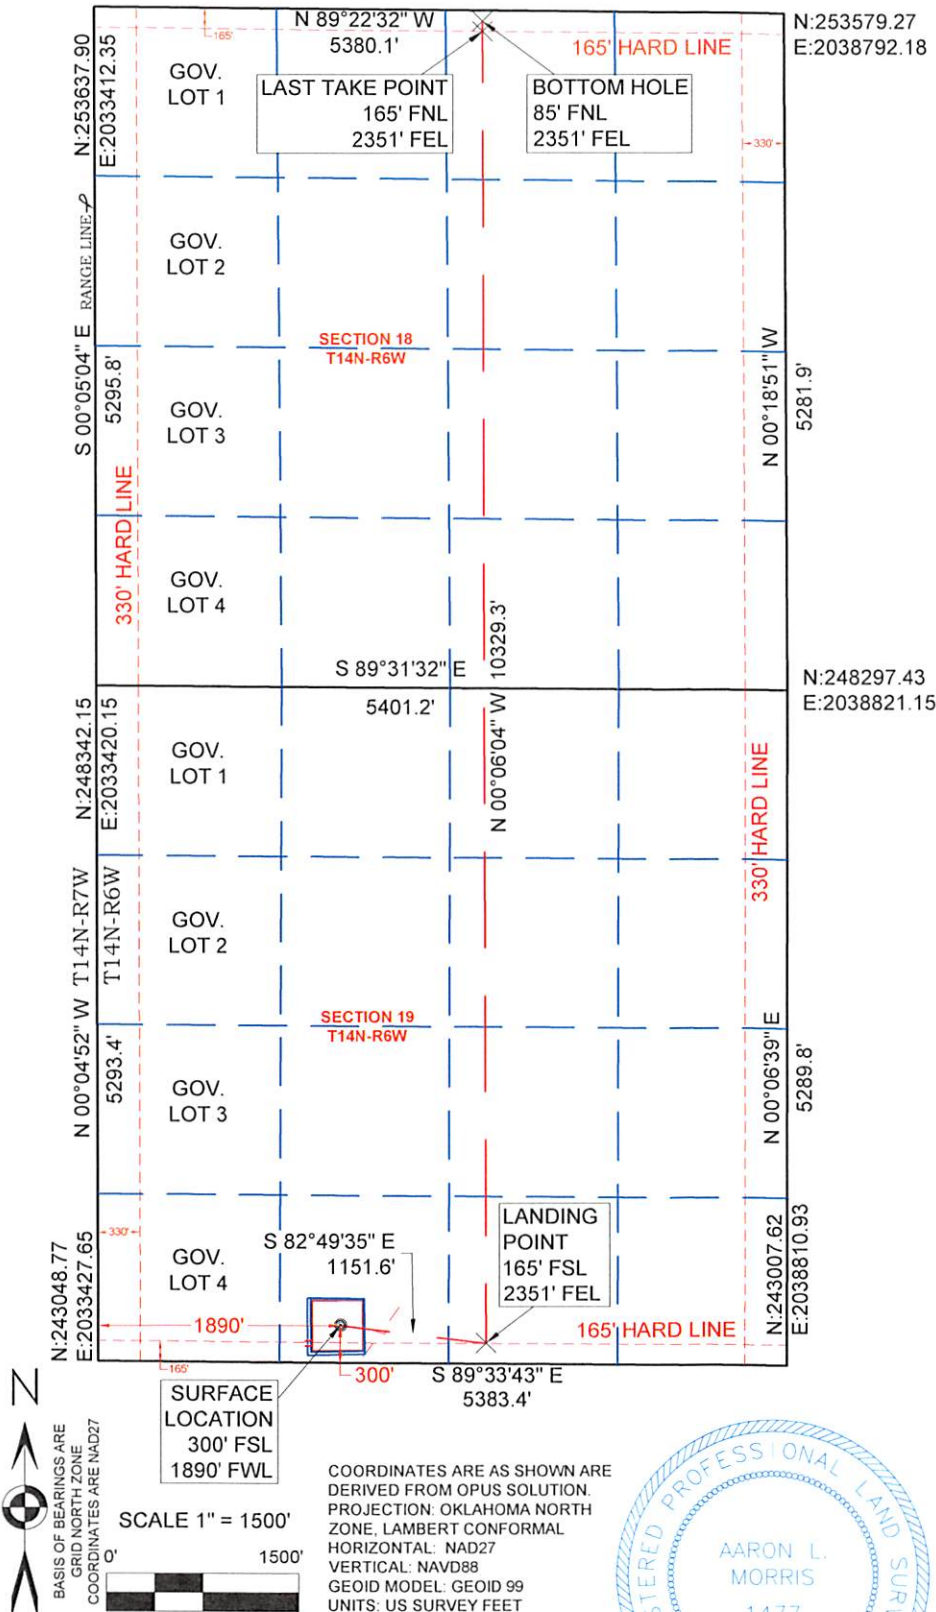 N 89°22'32" W
5380.1'
165'
165' HARD LINE
N:253579.27
E:2038792.18
N:253637.90
E:2033412.35
GOV.
LOT 1
LAST TAKE POINT
165' FNL
2351' FEL
BOTTOM HOLE
85' FNL
2351' FEL
330'
S 00°05'04" E RANGE LINE
5295.8'
GOV.
LOT 2
SECTION 18
T14N-R6W
N 00°18'51" W
5281.9'
GOV.
LOT 3
330' HARD LINE
GOV.
LOT 4
N 00°06'04" W 10329.3'
S 89°31'32" E
5401.2'
N:248297.43
E:2038821.15
N:248342.15
E:2033420.15
GOV.
LOT 1
330' HARD LINE
T14N-R7W
T14N-R6W
GOV.
LOT 2
SECTION 19
T14N-R6W
N 00°04'52" W
5293.4'
N 00°06'39" E
5289.8'
GOV.
LOT 3
330'
GOV.
LOT 4
S 82°49'35" E
1151.6'
LANDING
POINT
165' FSL
2351' FEL
N:243048.77
E:2033427.65
N:243007.62
E:2038810.93
1890'
165' HARD LINE
165'
300'
S 89°33'43" E
5383.4'
SURFACE
LOCATION
300' FSL
1890' FWL
N
BASIS OF BEARINGS ARE
GRID NORTH ZONE
COORDINATES ARE NAD27
SCALE 1" = 1500'
0' 1500'
COORDINATES ARE AS SHOWN ARE
DERIVED FROM OPUS SOLUTION.
PROJECTION: OKLAHOMA NORTH
ZONE, LAMBERT CONFORMAL
HORIZONTAL: NAD27
VERTICAL: NAVD88
GEOID MODEL: GEOID 99
UNITS: US SURVEY FEET
STERED PROFESSIONAL LAND SUR
AARON L.
MORRIS
1477